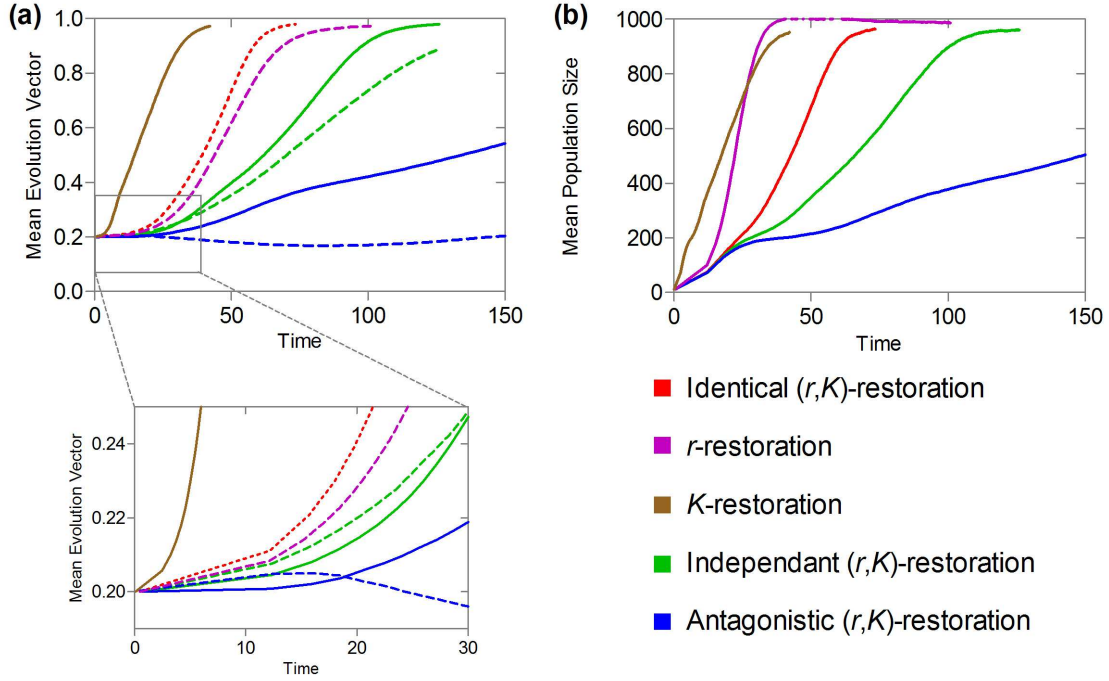 (a)
1.0
0.8
0.6
0.4
0.2
0.0
Mean Evolution Vector
0
50
100
150
Time
0.24
0.22
0.20
Mean Evolution Vector
0
10
20
30
Time
(b)
1000
800
600
400
200
0
Mean Population Size
0
50
100
150
Time
Identical (r,K)-restoration
r-restoration
K-restoration
Independant (r,K)-restoration
Antagonistic (r,K)-restoration